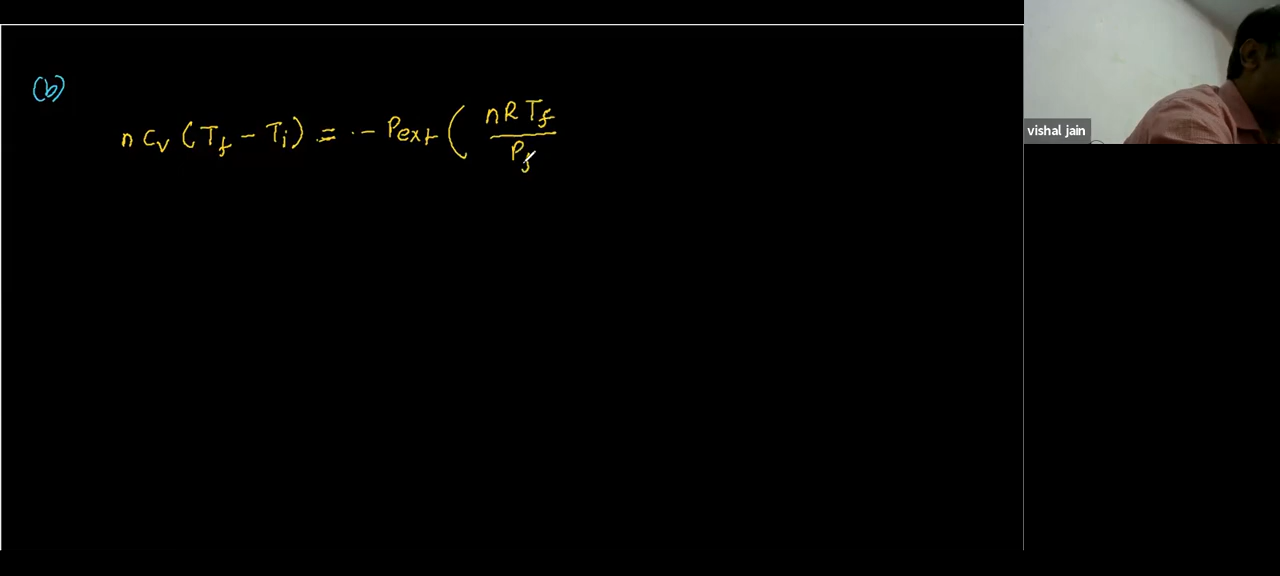 (b)
n Cv (Tf - Ti) = - Pext ( nRTf / Pf
vishal jain